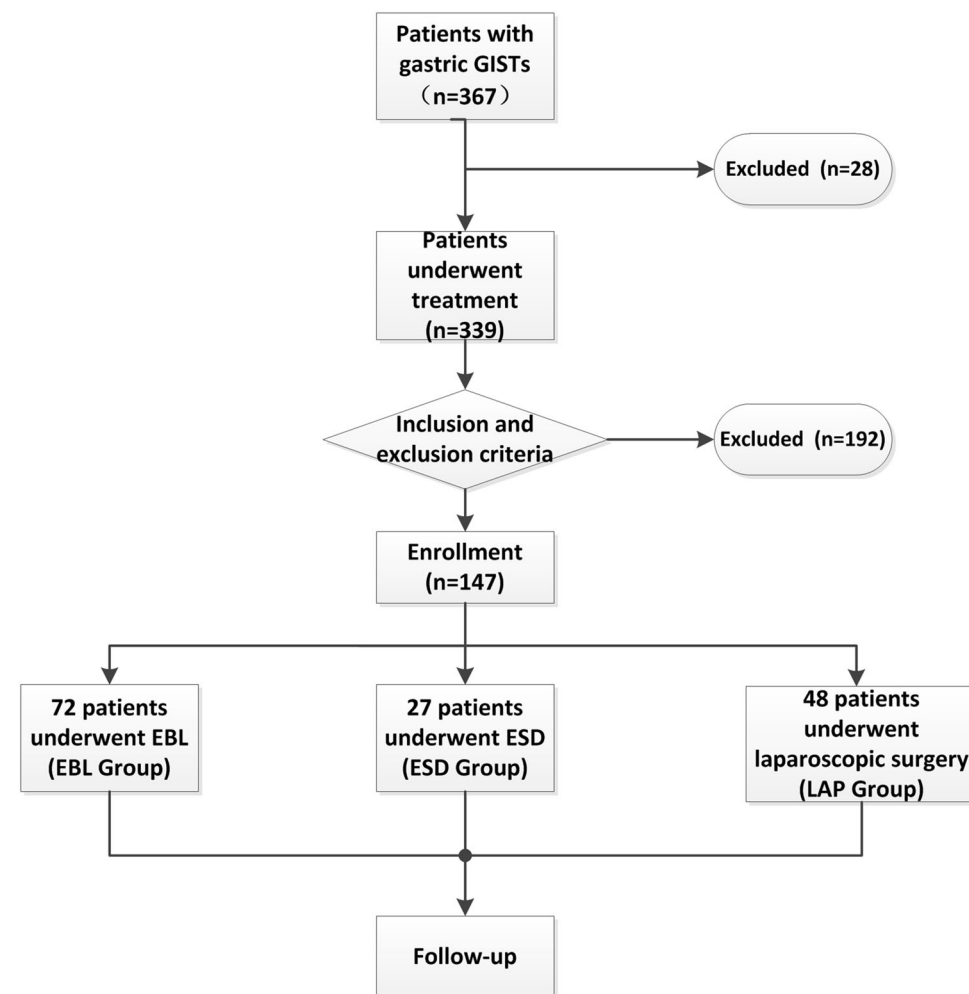 Patients with
gastric GISTs
（n=367）
Excluded (n=28)
Patients
underwent
treatment
(n=339)
Inclusion and
exclusion criteria
Excluded (n=192)
Enrollment
(n=147)
72 patients
underwent EBL
(EBL Group)
27 patients
underwent ESD
(ESD Group)
48 patients
underwent
laparoscopic surgery
(LAP Group)
Follow-up